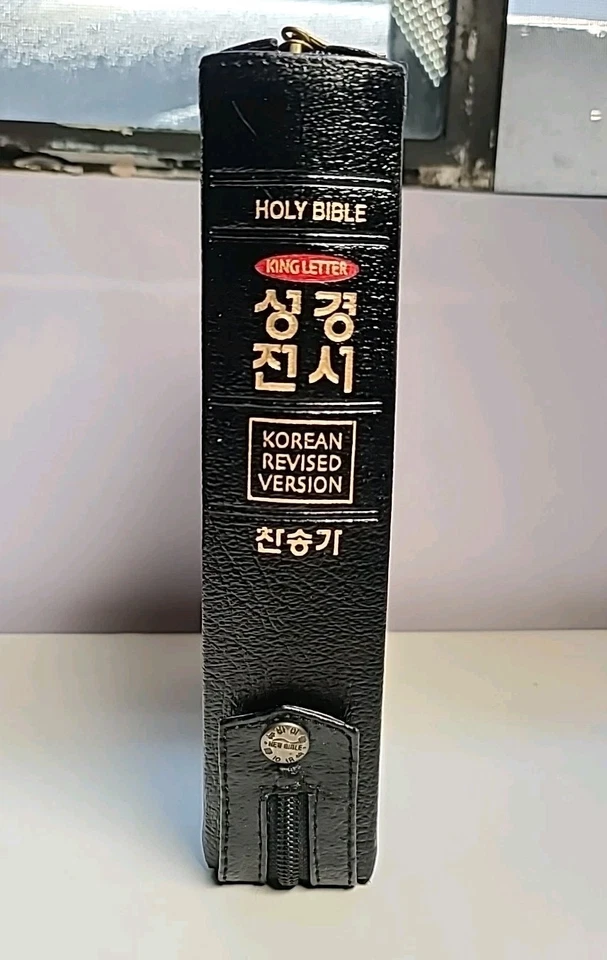 HOLY BIBLE
KING LETTER
성경
전서
KOREAN
REVISED
VERSION
찬송가
NEW BIBLE